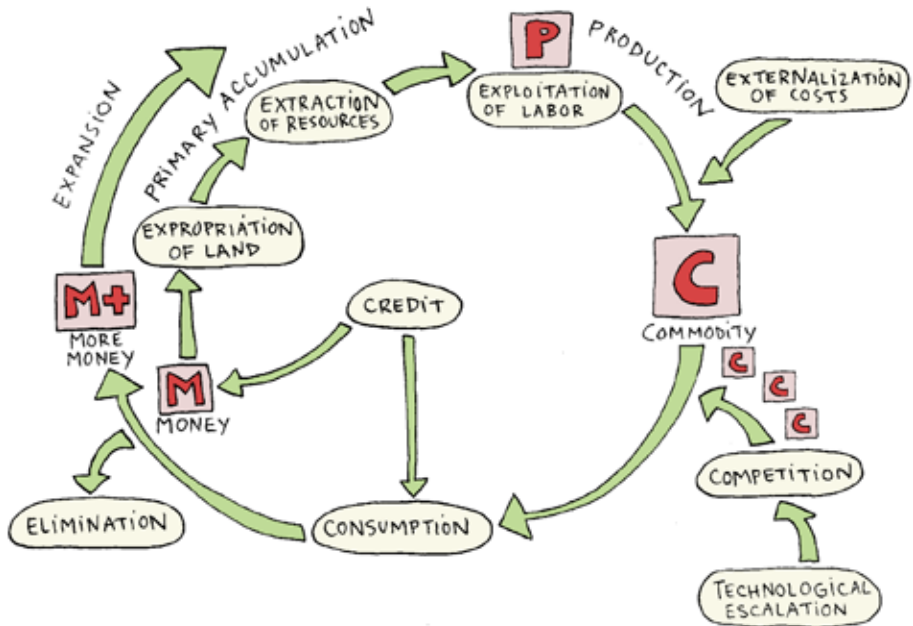 P
PRODUCTION
PRIMARY ACCUMULATION
EXPANSION
EXTRACTION
OF RESOURCES
EXPLOITATION
OF LABOR
EXTERNALIZATION
OF COSTS
EXPROPRIATION
OF LAND
M+
MORE
MONEY
CREDIT
C
COMMODITY
C
C
C
M
MONEY
COMPETITION
ELIMINATION
CONSUMPTION
TECHNOLOGICAL
ESCALATION